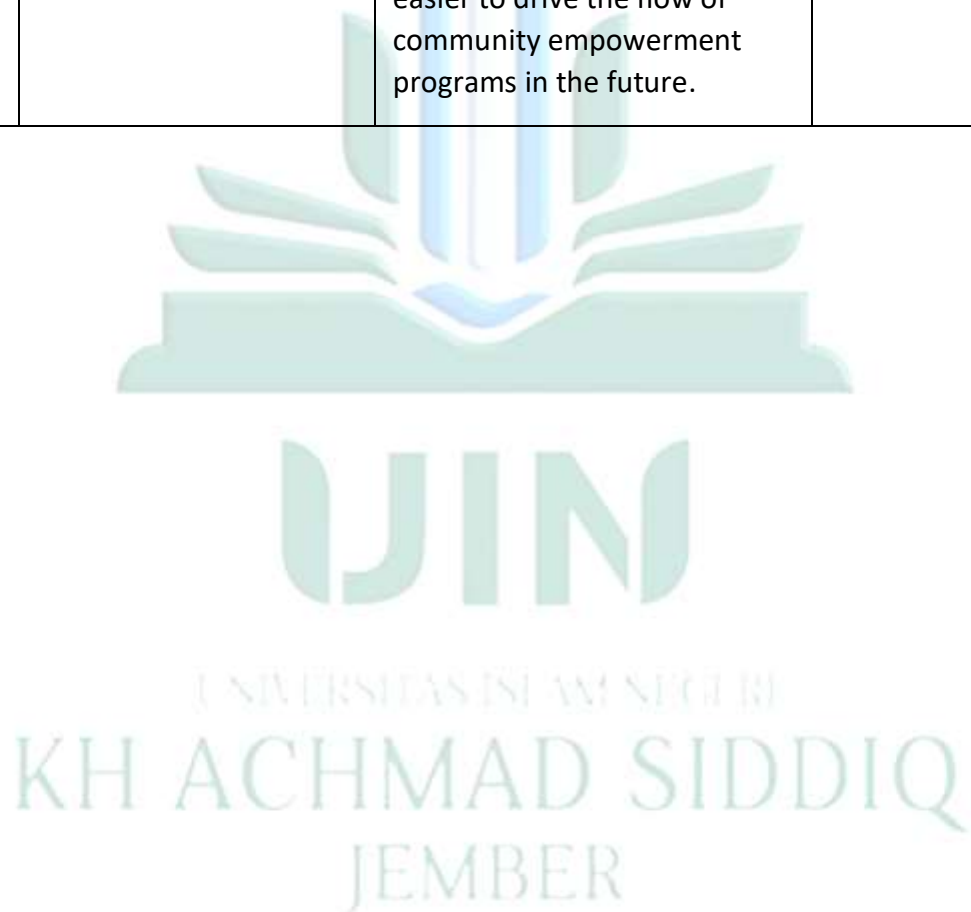 easier to drive the flow of
community empowerment
programs in the future.
UIN
UNIVERSITAS ISLAM NEGERI
KH ACHMAD SIDDIQ
JEMBER